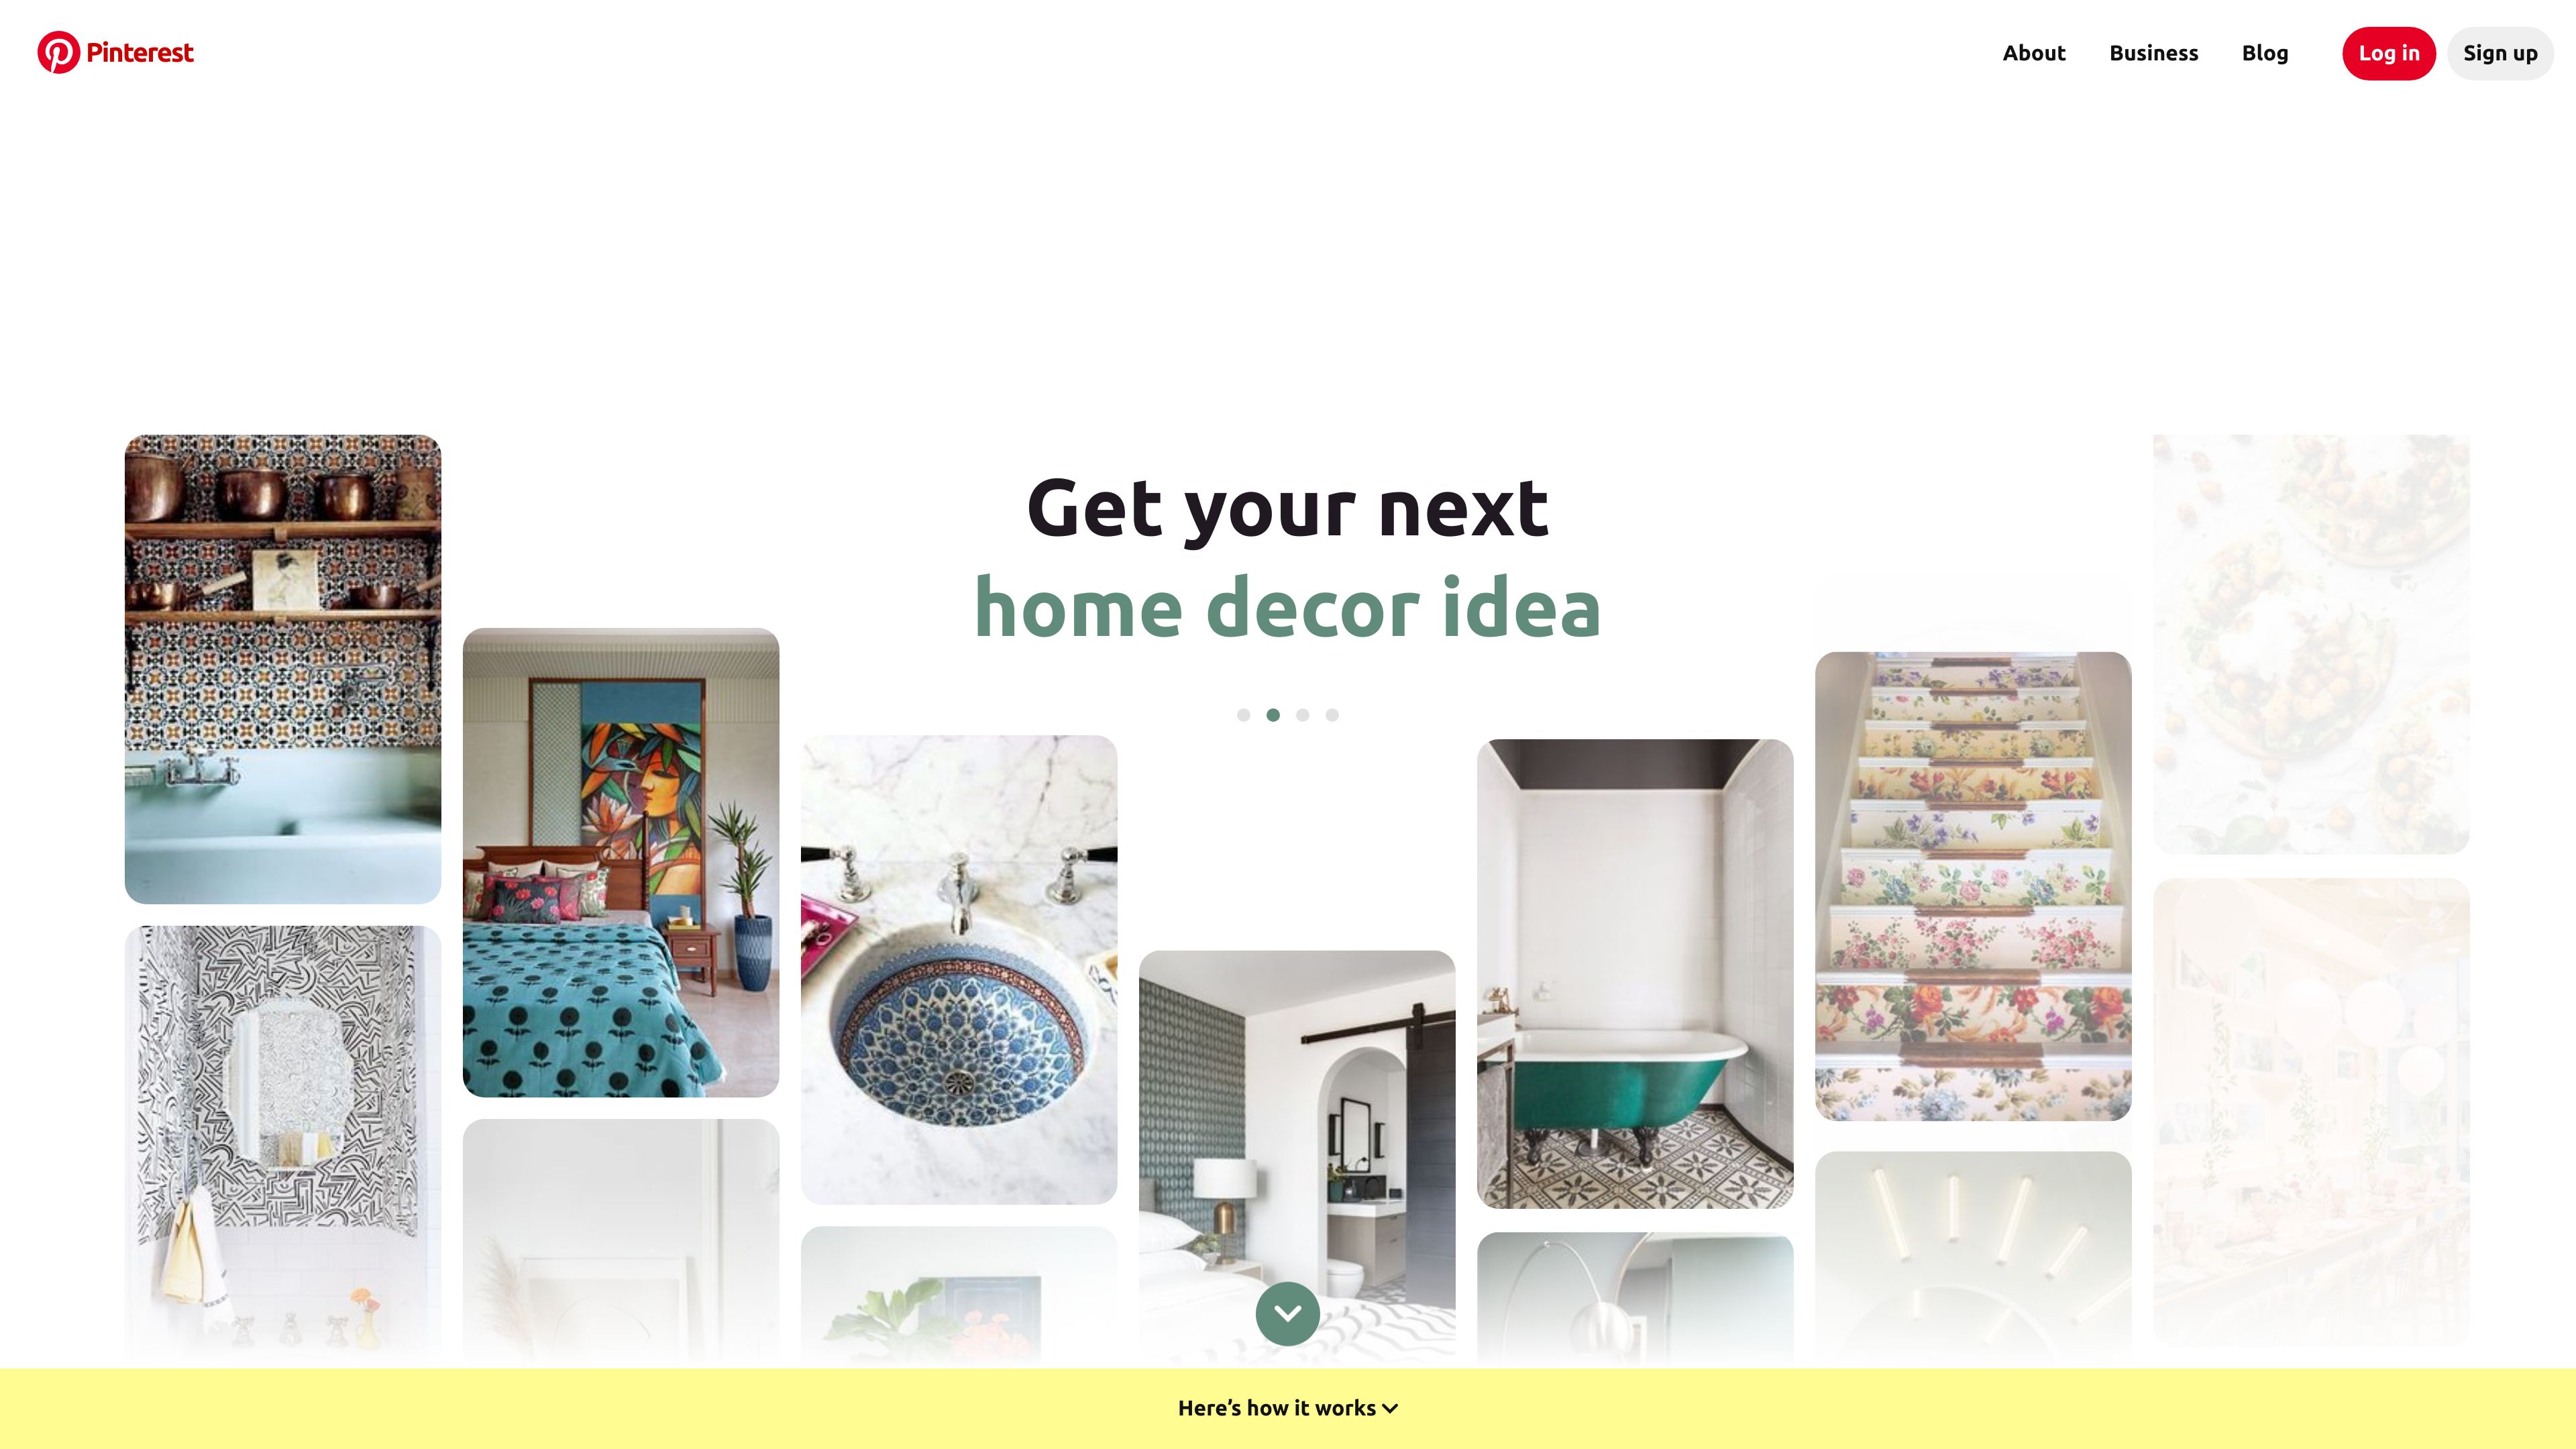 Pinterest
About
Business
Blog
Log in
Sign up
Get your next
home decor idea
Here’s how it works